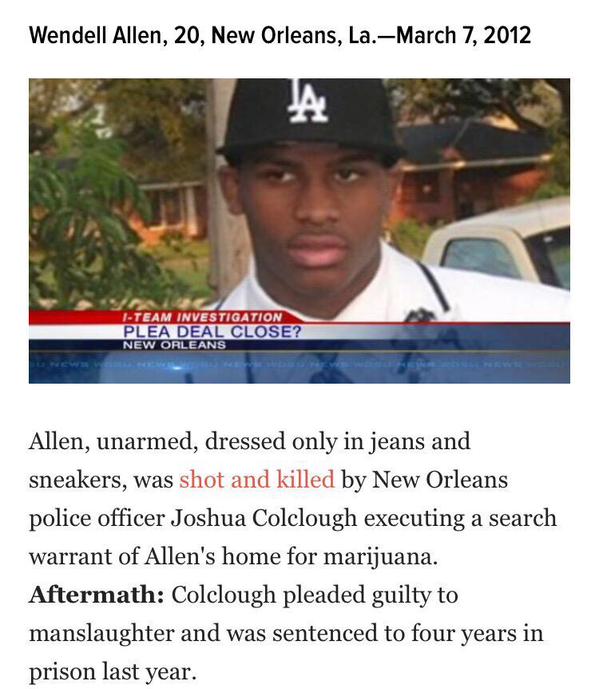 Wendell Allen, 20, New Orleans, La.—March 7, 2012
LA
I-TEAM INVESTIGATION
PLEA DEAL CLOSE?
NEW ORLEANS
Allen, unarmed, dressed only in jeans and
sneakers, was shot and killed by New Orleans
police officer Joshua Colclough executing a search
warrant of Allen's home for marijuana.
Aftermath: Colclough pleaded guilty to
manslaughter and was sentenced to four years in
prison last year.